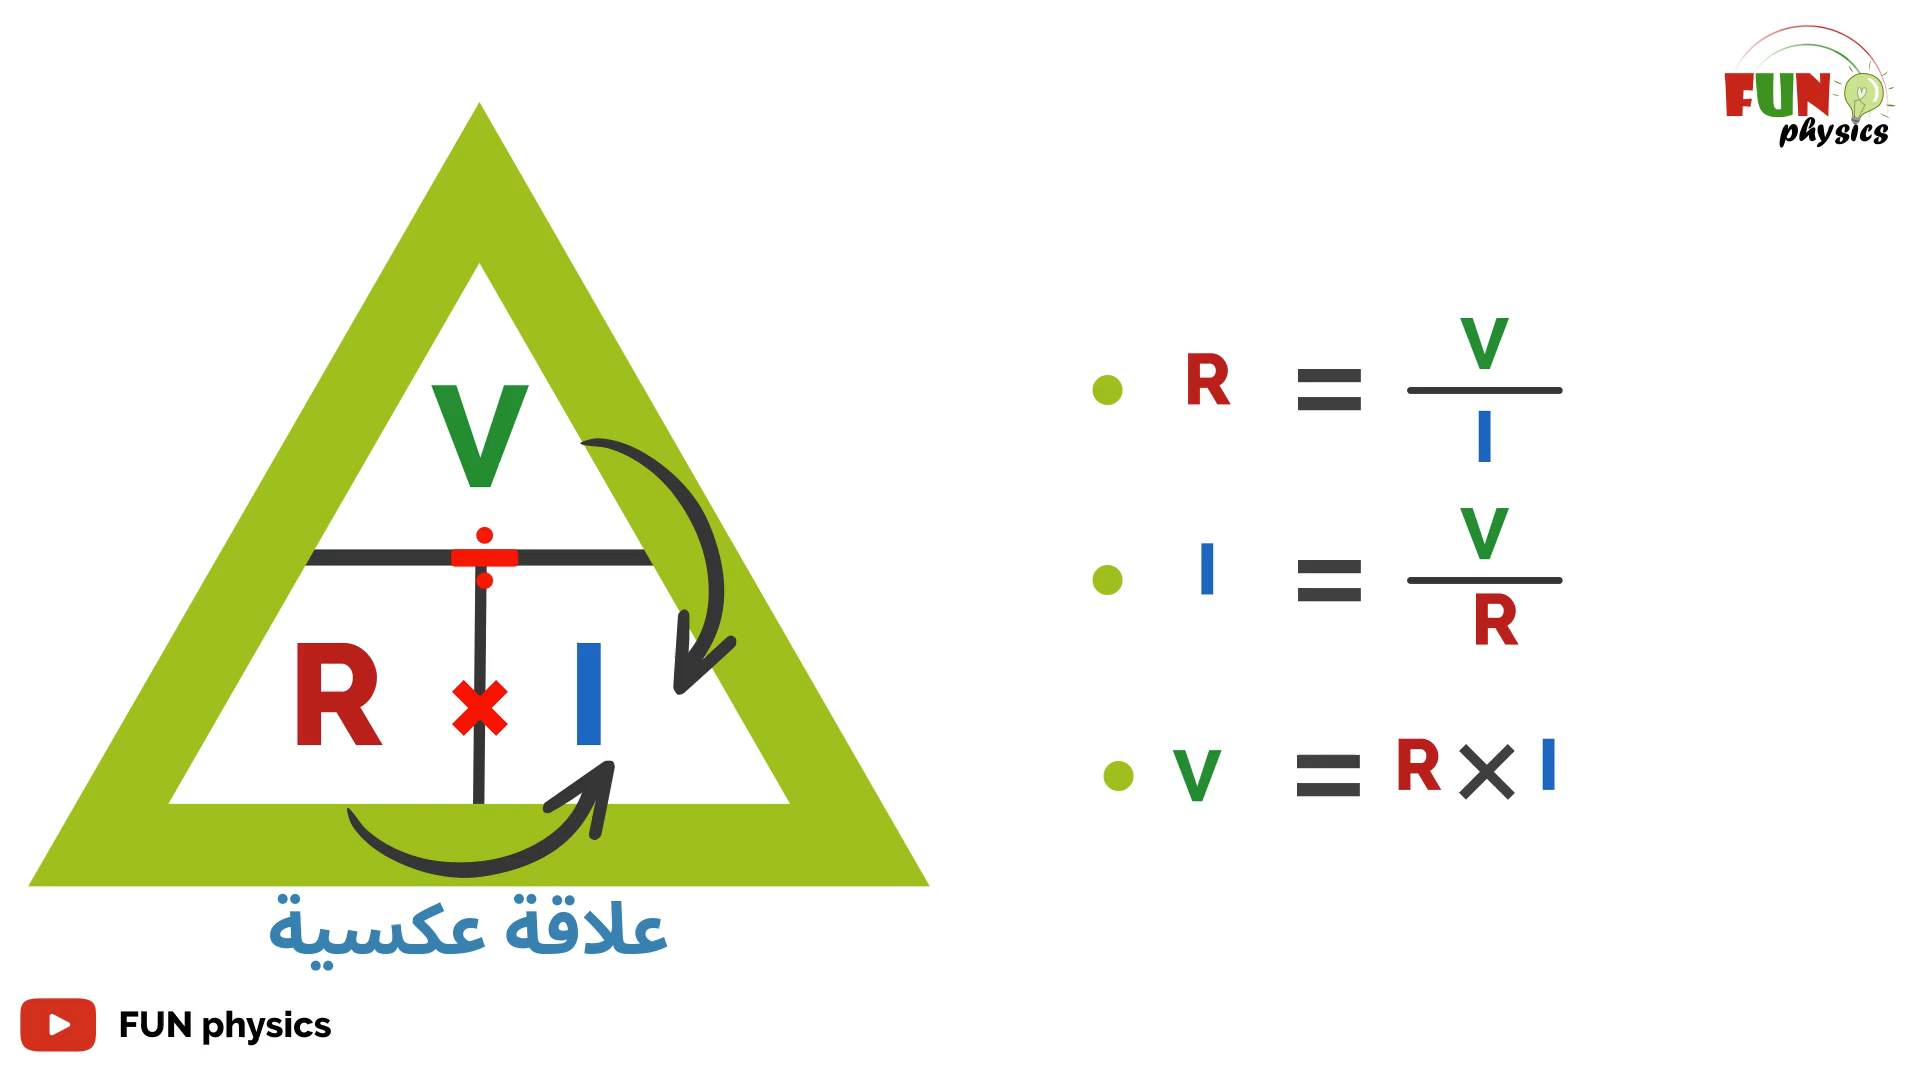 FUN
physics
V
÷
R × I
علاقة عكسية
R = V / I
I = V / R
V = R × I
FUN physics